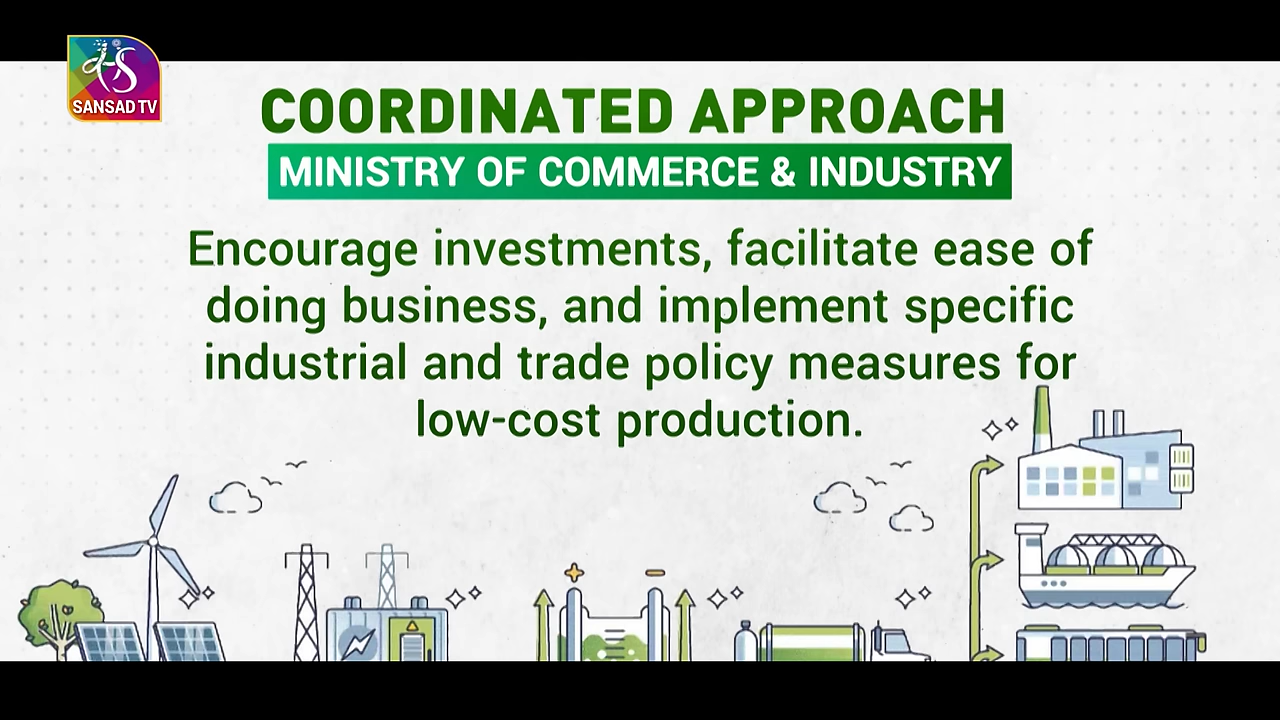 SANSAD TV
COORDINATED APPROACH
MINISTRY OF COMMERCE & INDUSTRY
Encourage investments, facilitate ease of
doing business, and implement specific
industrial and trade policy measures for
low-cost production.